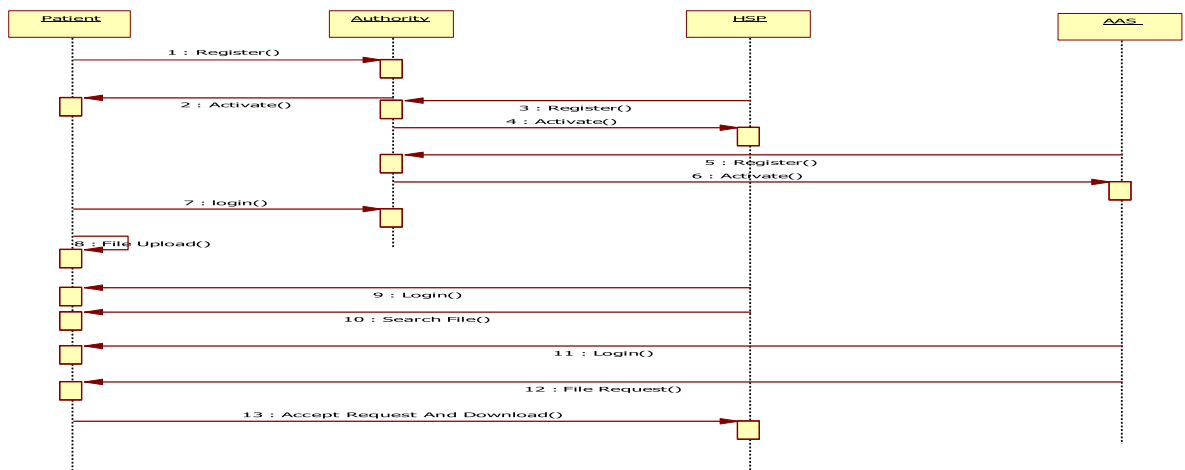 Patient
Authority
HSP
AAS
1 : Register()
2 : Activate()
3 : Register()
4 : Activate()
5 : Register()
6 : Activate()
7 : login()
8 : File Upload()
9 : Login()
10 : Search File()
11 : Login()
12 : File Request()
13 : Accept Request And Download()